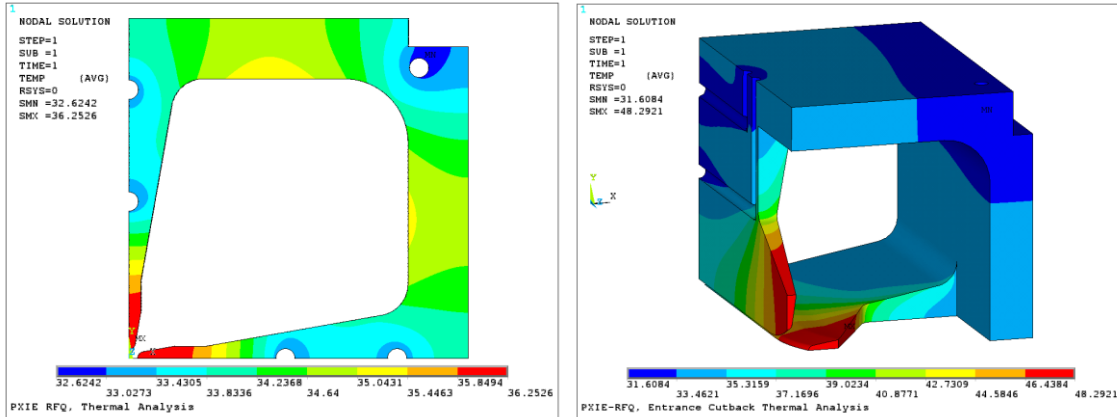 1
NODAL SOLUTION
STEP=1
SUB =1
TIME=1
TEMP (AVG)
RSYS=0
SMN =32.6242
SMX =36.2526
MX
Y
Z
32.6242 33.4305 34.2368 35.0431 35.8494
33.0273 33.8336 34.64 35.4463 36.2526
PXIE RFQ, Thermal Analysis
1
NODAL SOLUTION
STEP=1
SUB =1
TIME=1
TEMP (AVG)
RSYS=0
SMN =31.6084
SMX =48.2921
MN
Y
Z X
MX
31.6084 35.3159 39.0234 42.7309 46.4384
33.4621 37.1696 40.8771 44.5846 48.2921
PXIE-RFQ, Entrance Cutback Thermal Analysis